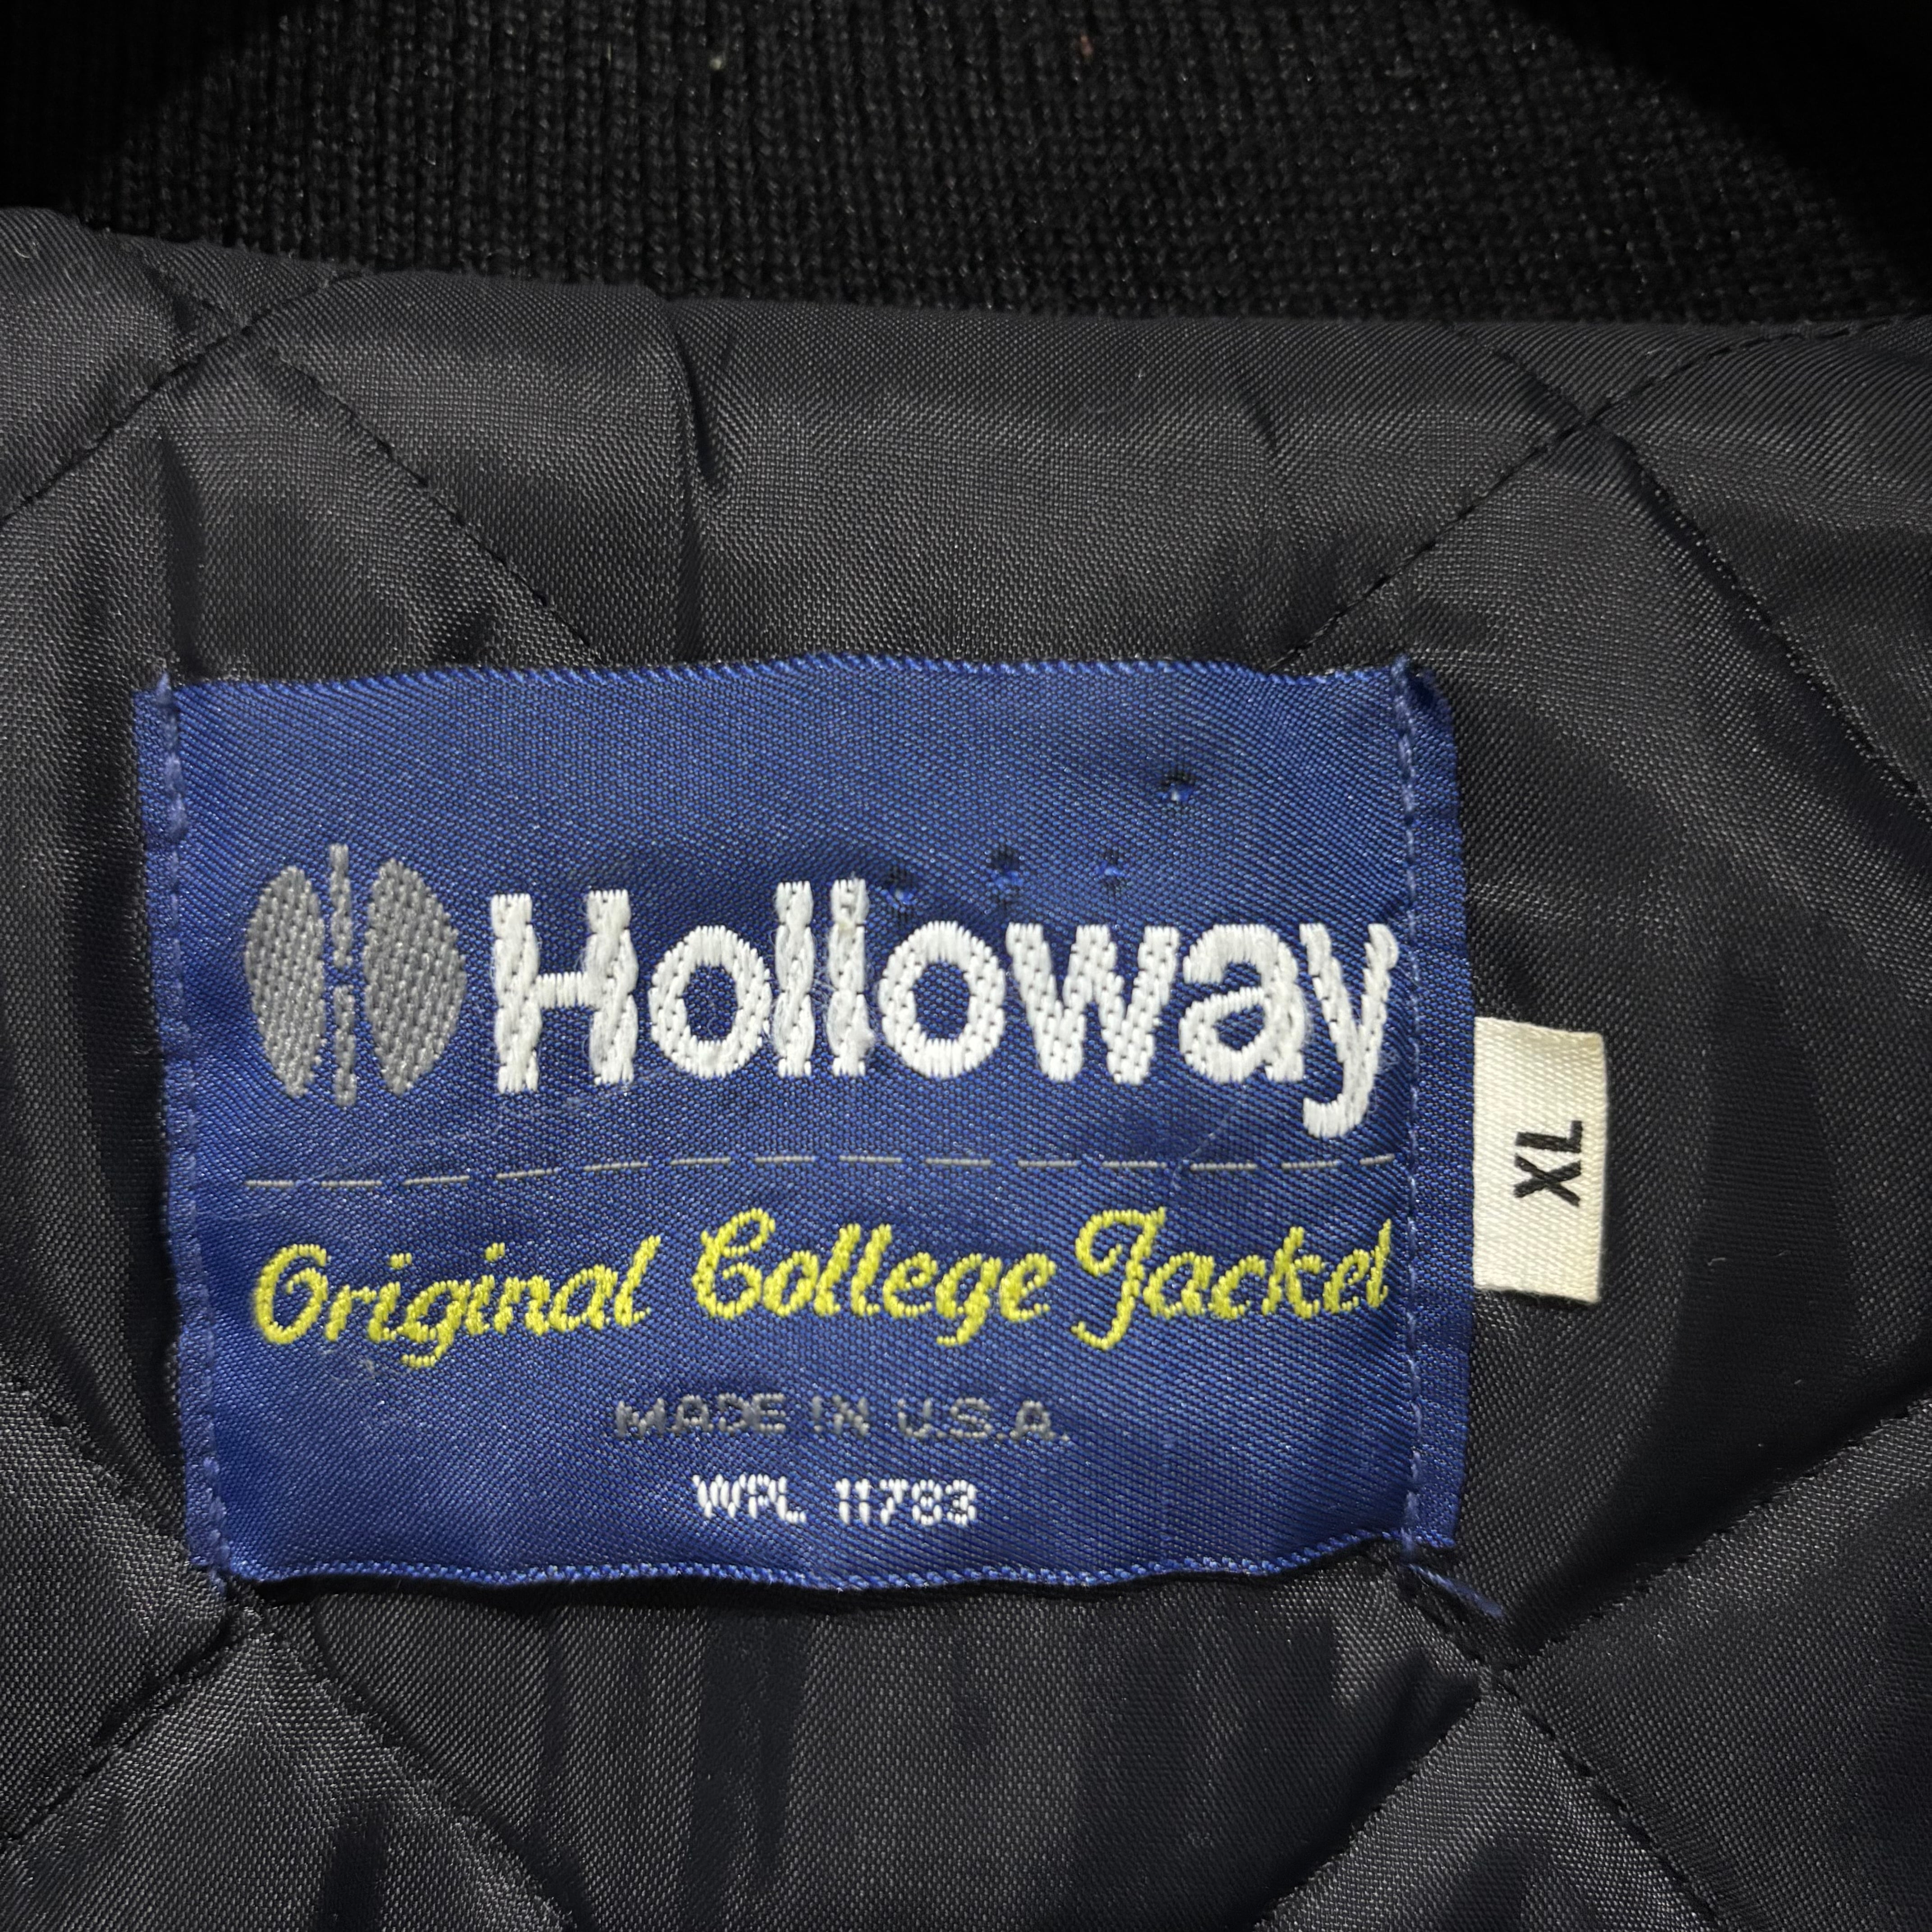 Holloway
Original College Jacket
MADE IN U.S.A.
WPL 11783
XL